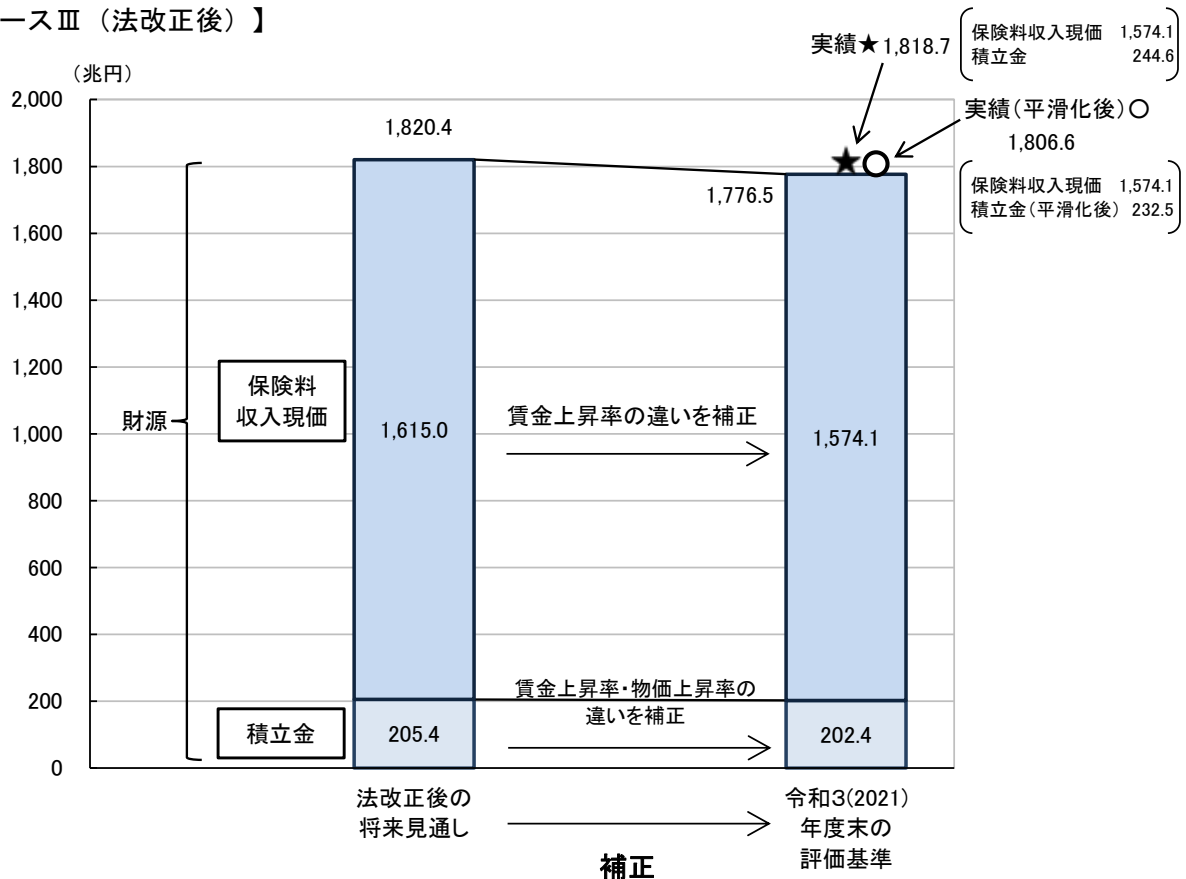 ースⅢ（法改正後）】
実績★1,818.7
保険料収入現価 1,574.1
積立金 244.6
（兆円）
実績（平滑化後）○
1,806.6
保険料収入現価 1,574.1
積立金（平滑化後） 232.5
2,000
1,800
1,600
1,400
1,200
1,000
800
600
400
200
0
1,820.4
1,776.5
財源
保険料
収入現価
1,615.0
賃金上昇率の違いを補正
1,574.1
積立金
205.4
賃金上昇率・物価上昇率の
違いを補正
202.4
法改正後の
将来見通し
令和3(2021)
年度末の
評価基準
補正